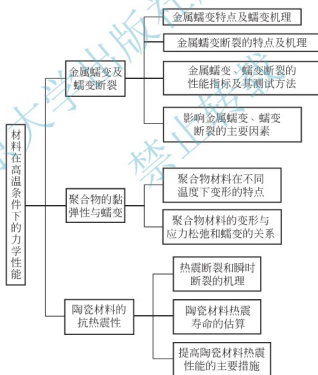 材料在高温条件下的力学性能
金属蠕变及
蠕变断裂
金属蠕变特点及蠕变机理
金属蠕变断裂的特点及机理
金属蠕变、蠕变断裂的
性能指标及其测试方法
影响金属蠕变、蠕变
断裂的主要因素
聚合物的黏
弹性与蠕变
聚合物材料在不同
温度下变形的特点
聚合物材料的变形与
应力松弛和蠕变的关系
陶瓷材料的
抗热震性
热震断裂和瞬时
断裂的机理
陶瓷材料热震
寿命的估算
提高陶瓷材料热震
性能的主要措施
大学出版社
禁止转载